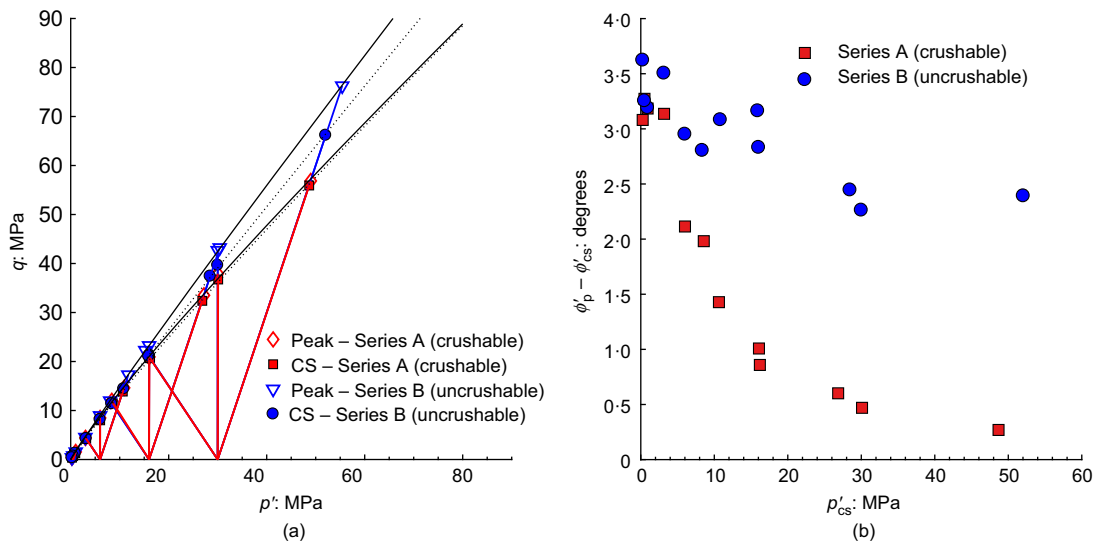 90
80
70
60
50
40
30
20
10
0
q: MPa
0
20
40
60
80
p′: MPa
Peak – Series A (crushable)
CS – Series A (crushable)
Peak – Series B (uncrushable)
CS – Series B (uncrushable)
(a)
4·0
3·5
3·0
2·5
2·0
1·5
1·0
0·5
0
ϕ′p – ϕ′cs: degrees
0
10
20
30
40
50
60
p′cs: MPa
Series A (crushable)
Series B (uncrushable)
(b)